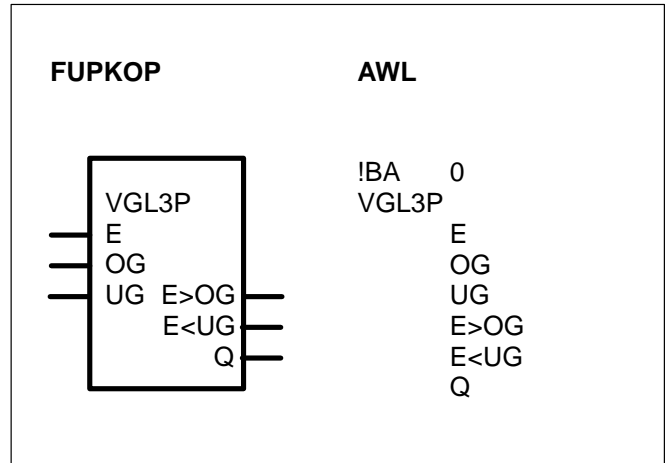 FUPKOP
VGL3P
E
OG
UG E>OG
E<UG
Q
AWL
!BA 0
VGL3P
E
OG
UG
E>OG
E<UG
Q